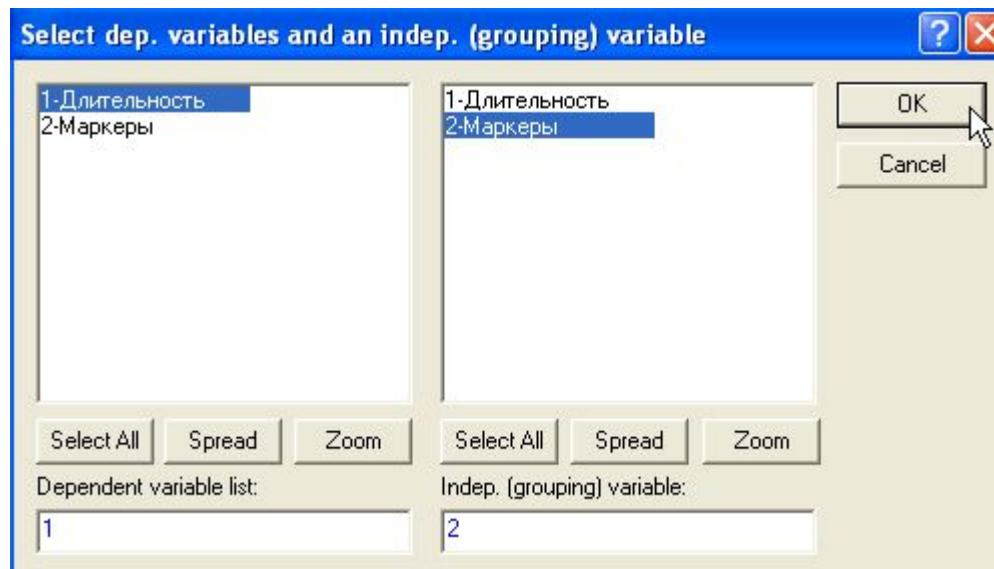 Select dep. variables and an indep. (grouping) variable
1-Длительность
2-Маркеры
1-Длительность
2-Маркеры
OK
Cancel
Select All Spread Zoom Select All Spread Zoom
Dependent variable list: Indep. (grouping) variable:
1 2